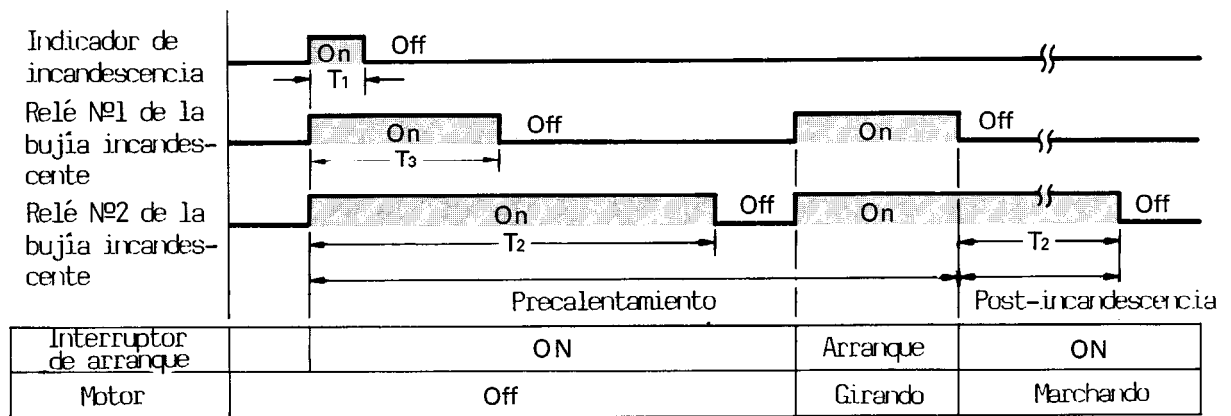 Indicador de
incandescencia
On
Off
T1
Relé Nº1 de la
bujía incandes-
cente
On
Off
T3
On
Off
Relé Nº2 de la
bujía incandes-
cente
On
Off
T2
On
Off
T2
Precalentamiento
Post-incandescencia
Interruptor
de arranque
ON
Arranque
ON
Motor
Off
Girando
Marchando